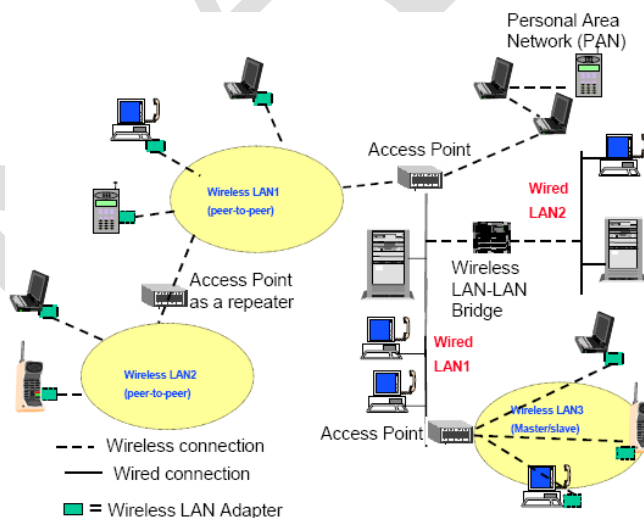 Personal Area
Network (PAN)
Access Point
Wireless LAN1
(peer-to-peer)
Wired
LAN2
Access Point
as a repeater
Wireless
LAN-LAN
Bridge
Wired
LAN1
Wireless LAN2
(peer-to-peer)
Access Point
Wireless LAN3
(Master/slave)
Wireless connection
Wired connection
= Wireless LAN Adapter